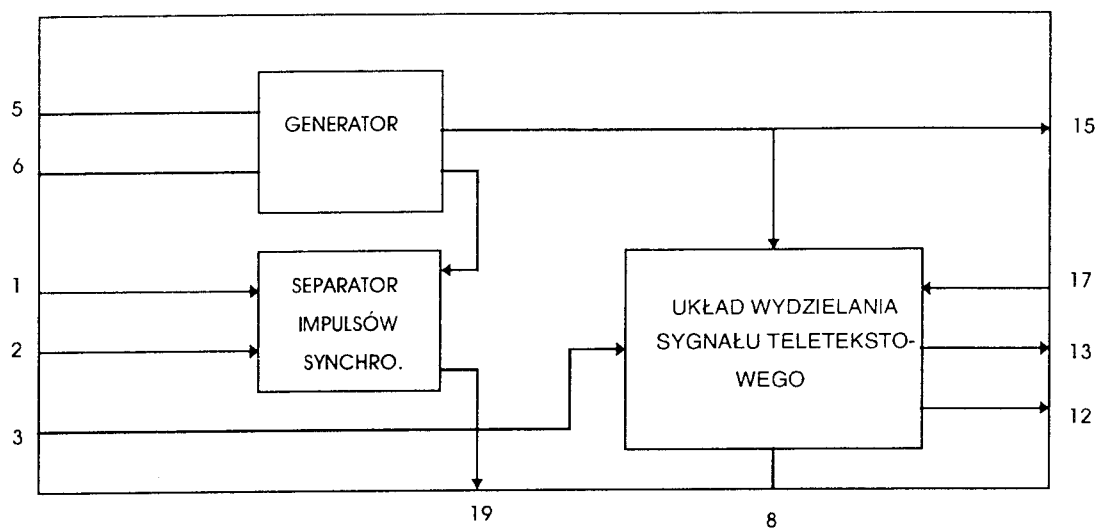 5
GENERATOR
15
6
1
SEPARATOR
IMPULSÓW
SYNCHRO.
UKŁAD WYDZIELANIA
SYGNAŁU TELETEKSTO-
WEGO
17
2
13
3
12
19
8